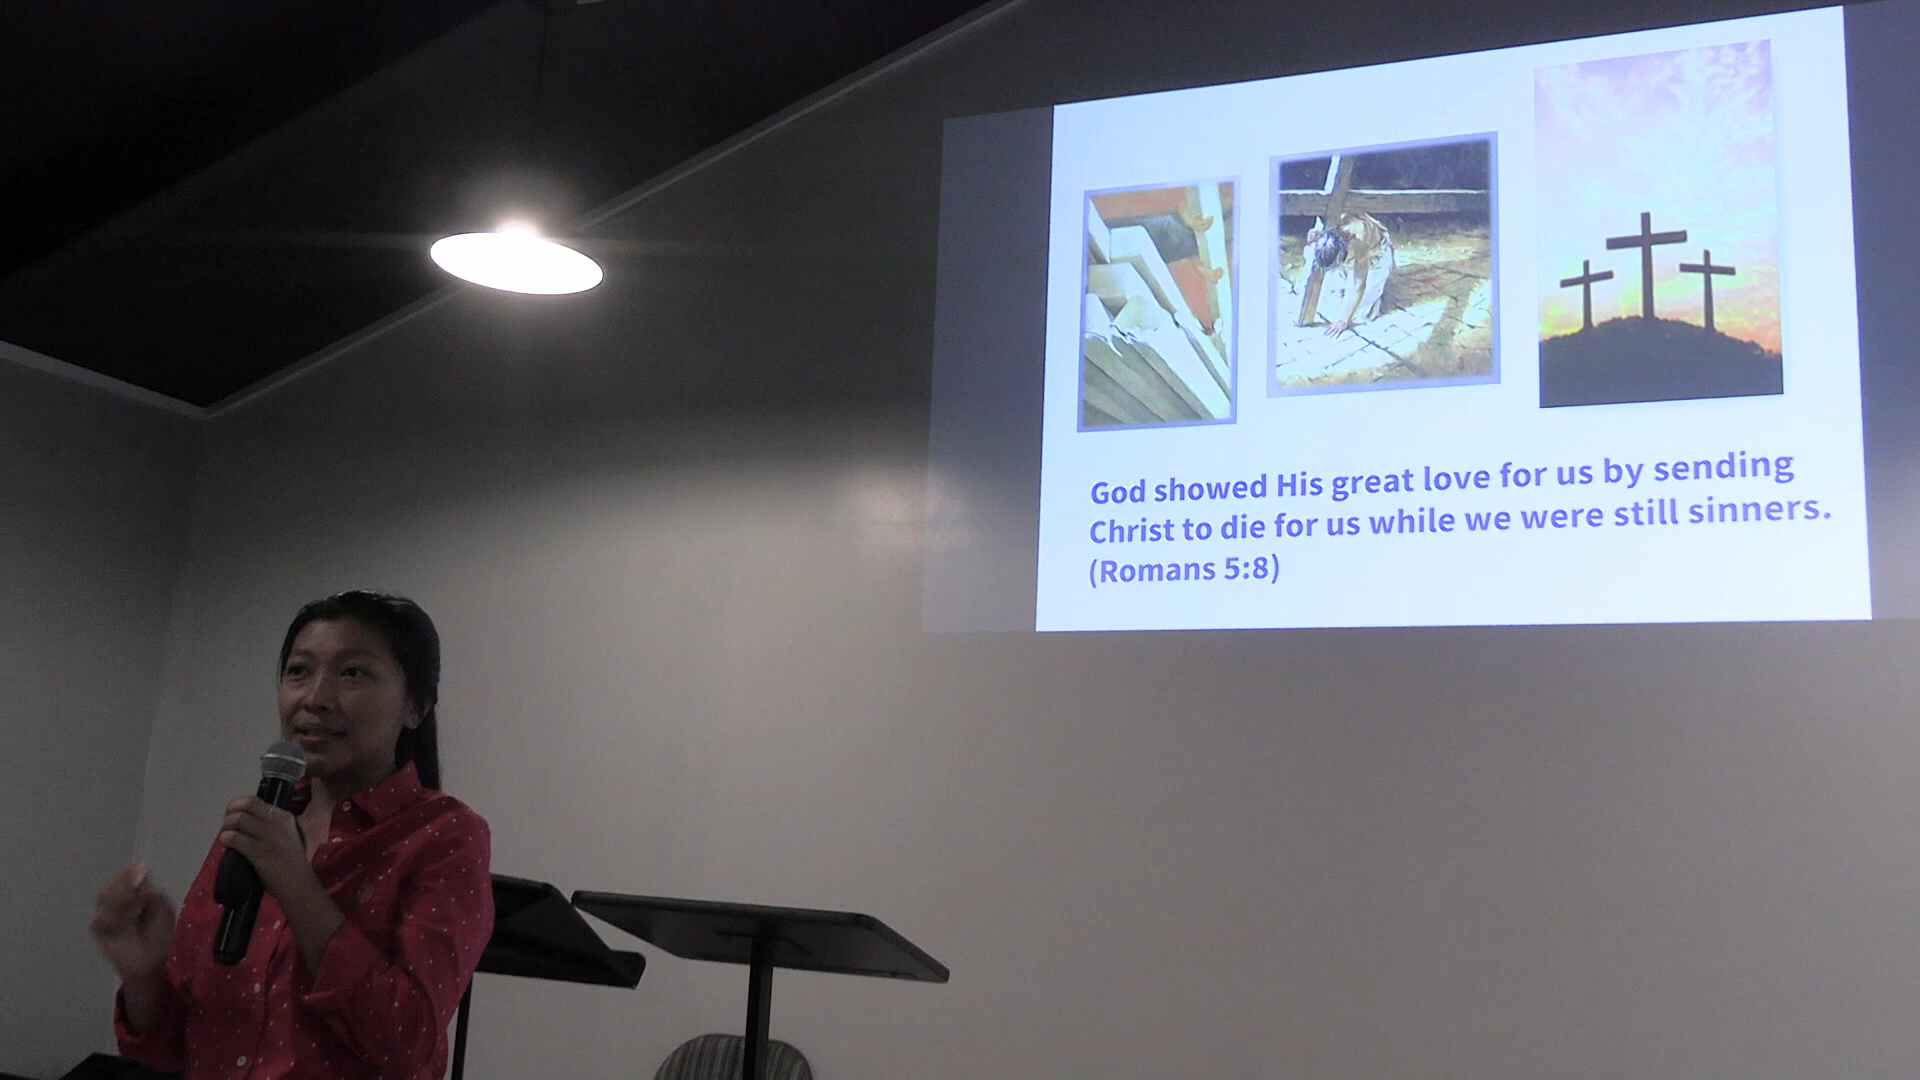 God showed His great love for us by sending
Christ to die for us while we were still sinners.
(Romans 5:8)